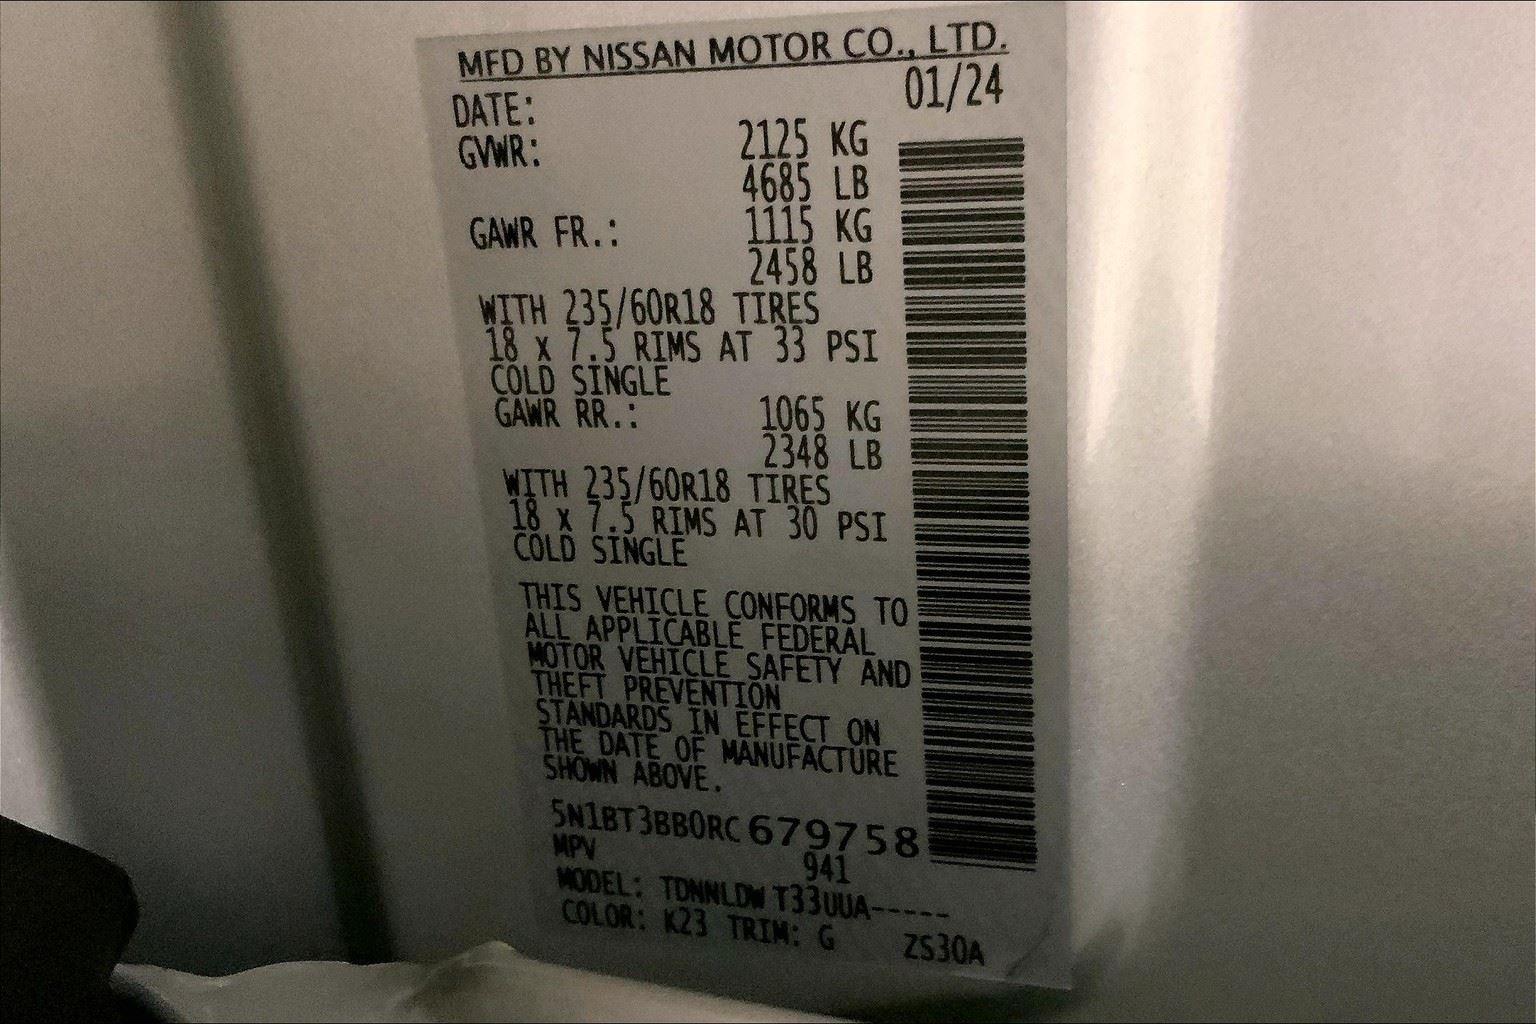 MFD BY NISSAN MOTOR CO., LTD.
DATE: 01/24
GVWR: 2125 KG
4685 LB
GAWR FR.: 1115 KG
2458 LB
WITH 235/60R18 TIRES
18 x 7.5 RIMS AT 33 PSI
COLD SINGLE
GAWR RR.: 1065 KG
2348 LB
WITH 235/60R18 TIRES
18 x 7.5 RIMS AT 30 PSI
COLD SINGLE
THIS VEHICLE CONFORMS TO
ALL APPLICABLE FEDERAL
MOTOR VEHICLE SAFETY AND
THEFT PREVENTION
STANDARDS IN EFFECT ON
THE DATE OF MANUFACTURE
SHOWN ABOVE.
5N1BT3BB0RC679758
MPV 941
MODEL: TDNNLDW T33UUA-----
COLOR: K23 TRIM: G ZS30A